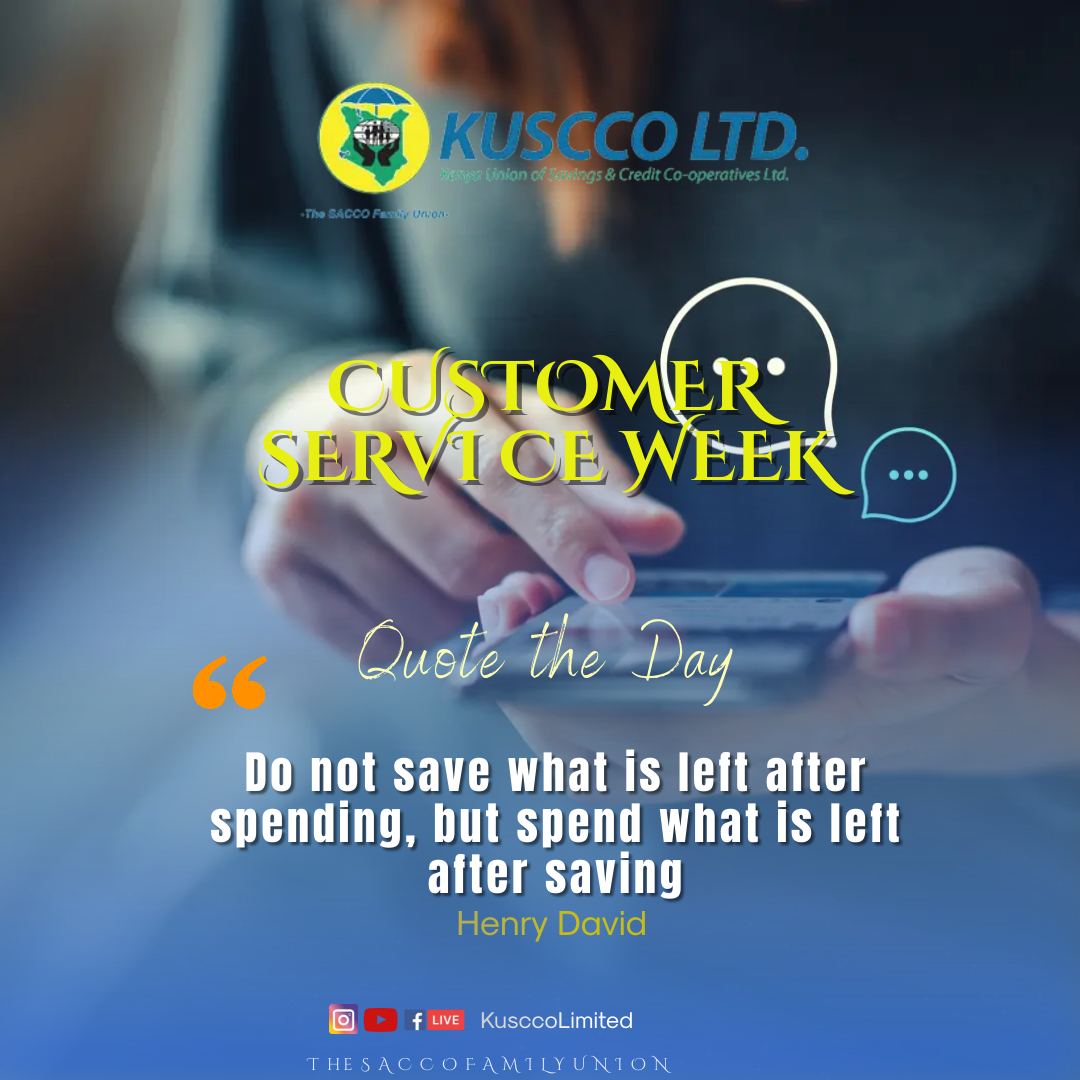 KUSCCO LTD.
Kenya Union of Savings & Credit Co-operatives Ltd.
-The SACCO Family Union-
CUSTOMER
SERVICE WEEK
Quote the Day
“
Do not save what is left after
spending, but spend what is left
after saving
Henry David
LIVE KusccoLimited
THESACCOFAMILYUNION